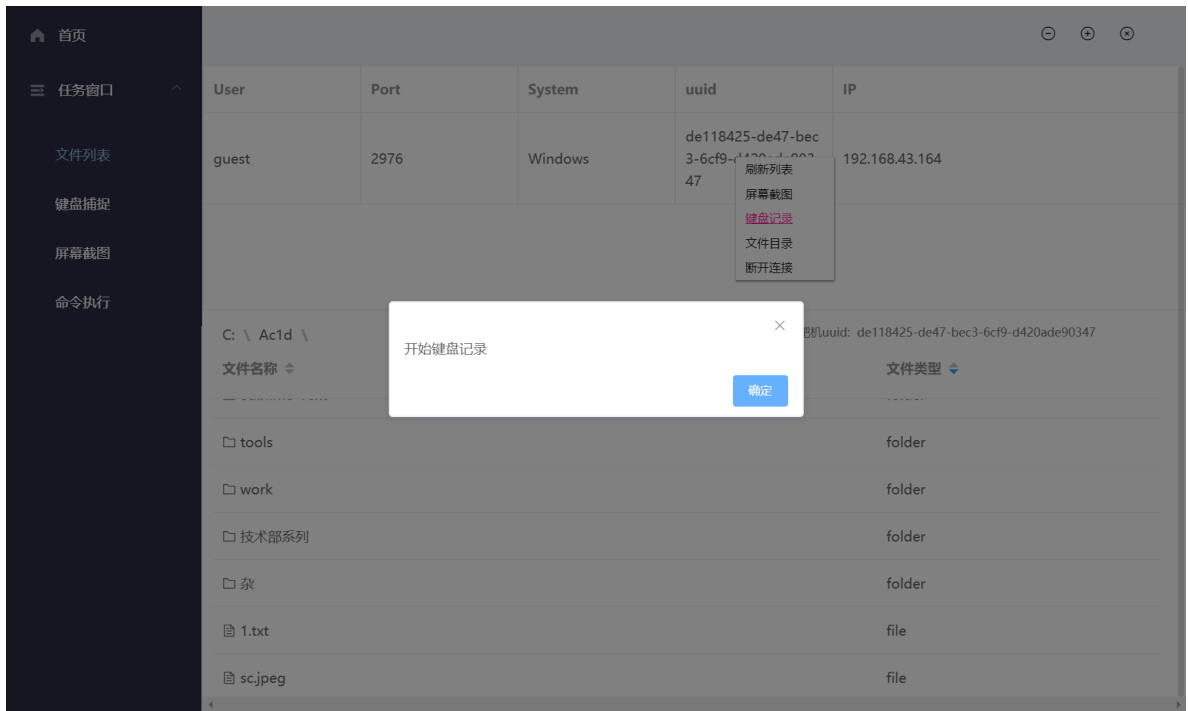 首页
任务窗口
文件列表
键盘捕捉
屏幕截图
命令执行
User Port System uuid IP
guest 2976 Windows de118425-de47-bec 192.168.43.164
3-6cf9-d420ade903
47
刷新列表
屏幕截图
键盘记录
文件目录
断开连接
开始键盘记录
确定
C: \ Ac1d \
机uuid: de118425-de47-bec3-6cf9-d420ade90347
文件名称 文件类型
tools folder
work folder
技术部系列 folder
杂 folder
1.txt file
sc.jpeg file